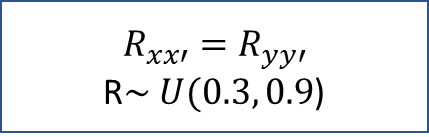 R_{xx′} = R_{yy′}
R~ U(0.3, 0.9)